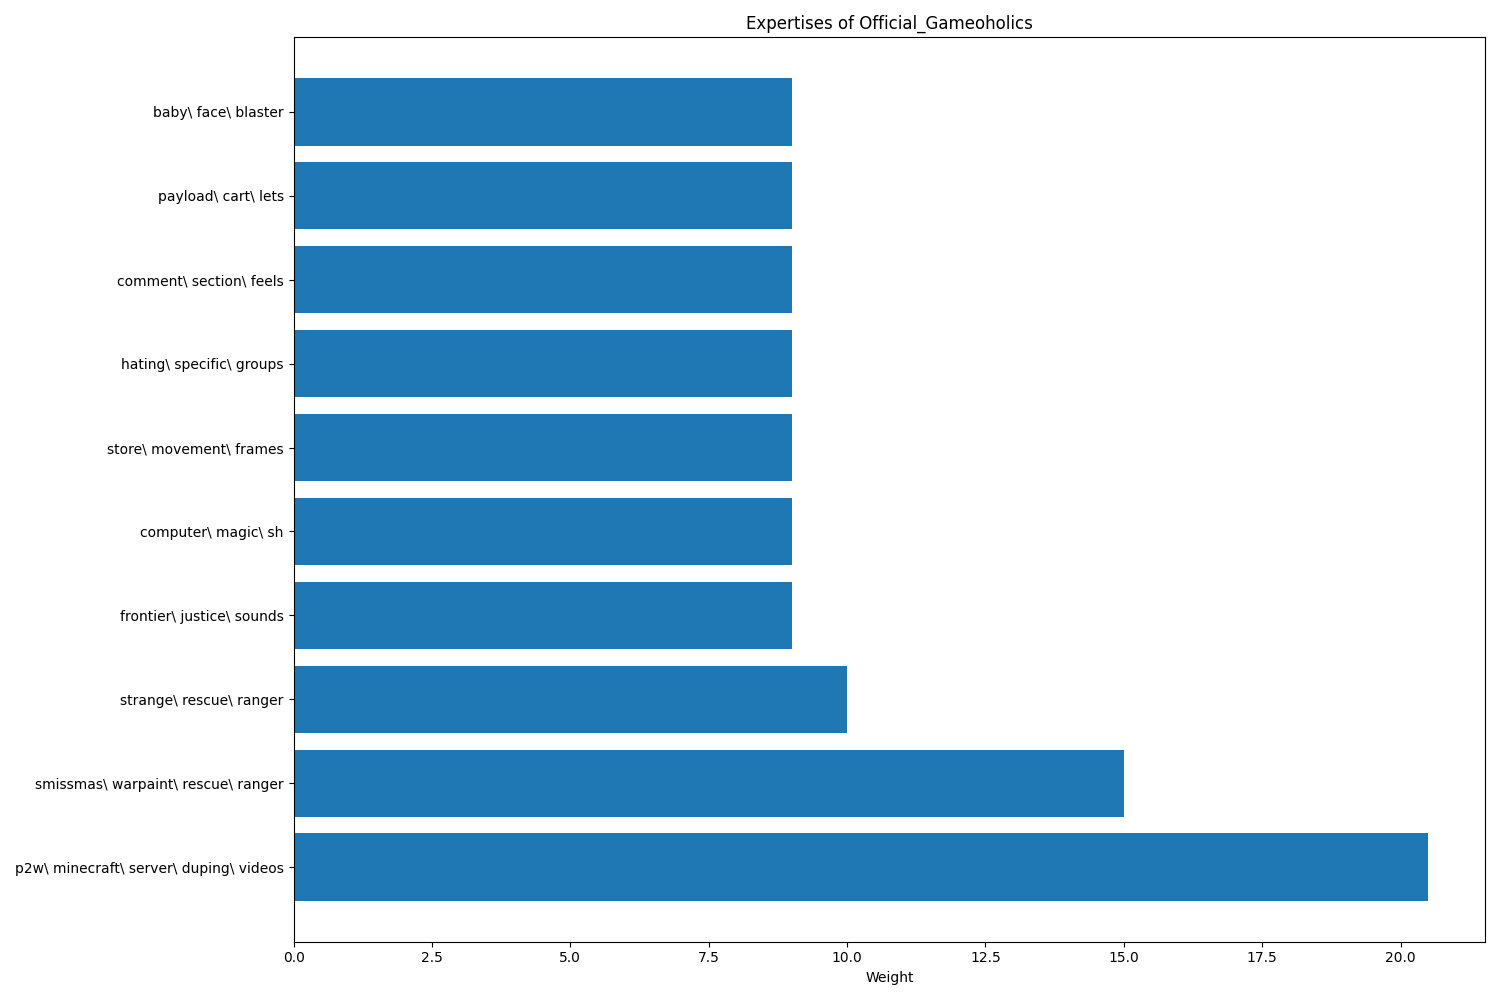 Expertises of Official_Gameoholics
baby\ face\ blaster
payload\ cart\ lets
comment\ section\ feels
hating\ specific\ groups
store\ movement\ frames
computer\ magic\ sh
frontier\ justice\ sounds
strange\ rescue\ ranger
smissmas\ warpaint\ rescue\ ranger
p2w\ minecraft\ server\ duping\ videos
0.0 2.5 5.0 7.5 10.0 12.5 15.0 17.5 20.0
Weight